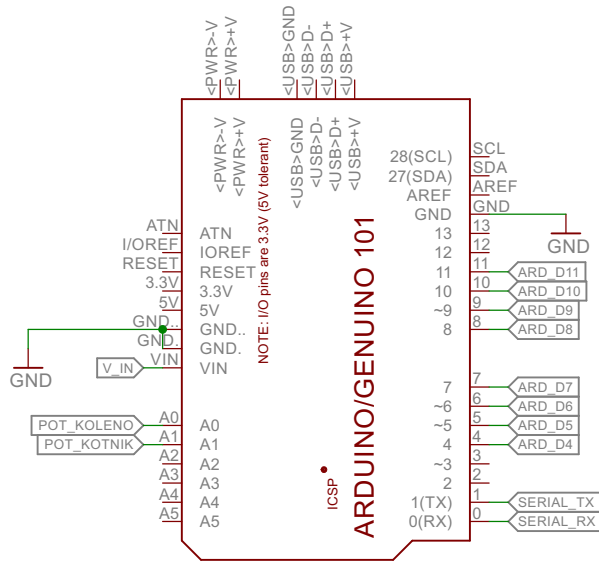 <PWR>-V
<PWR>+V
<USB>GND
<USB>D-
<USB>D+
<USB>+V
<PWR>-V
<PWR>+V
<USB>GND
<USB>D-
<USB>D+
<USB>+V
28(SCL) SCL
27(SDA) SDA
AREF AREF
GND GND
13 13
12 12
11 11 ARD_D11
10 10 ARD_D10
~9 9 ARD_D9
8 8 ARD_D8
GND
7 7 ARD_D7
~6 6 ARD_D6
~5 5 ARD_D5
4 4 ARD_D4
~3 3
2 2
1(TX) 1 SERIAL_TX
0(RX) 0 SERIAL_RX
ATN ATN
I/OREF IOREF
RESET RESET
3.3V 3.3V
5V 5V
GND.. GND..
GND. GND.
V_IN VIN VIN
GND
POT_KOLENO A0 A0
POT_KOTNIK A1 A1
A2 A2
A3 A3
A4 A4
A5 A5
NOTE: I/O pins are 3.3V (5V tolerant)
ICSP
ARDUINO/GENUINO 101